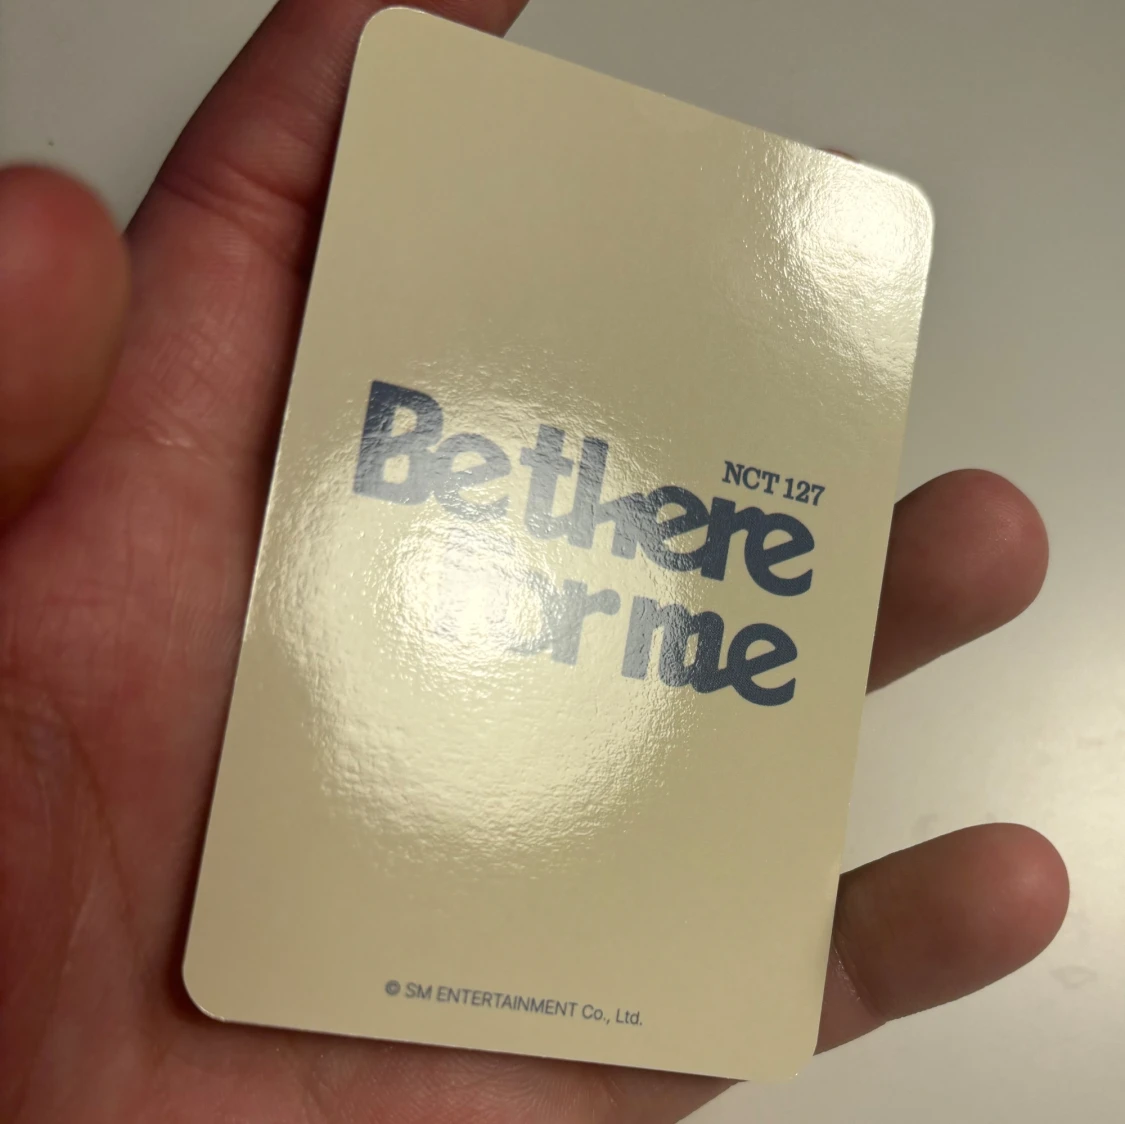 NCT 127
Be there
me
© SM ENTERTAINMENT Co., Ltd.